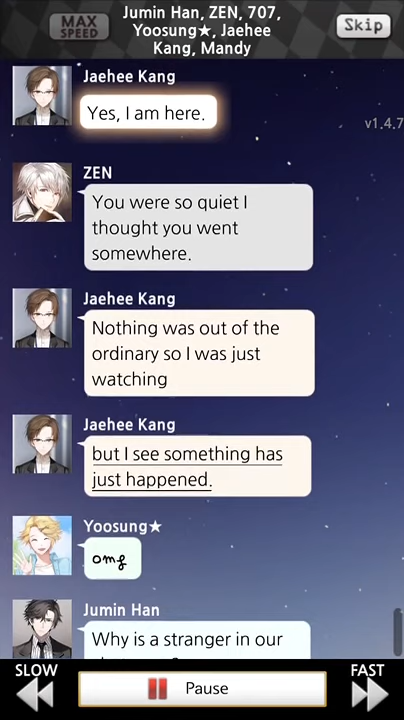 MAX
SPEED
Jumin Han, ZEN, 707,
Yoosung★, Jaehee
Kang, Mandy
Skip
Jaehee Kang
Yes, I am here.
v1.4.7
ZEN
You were so quiet I
thought you went
somewhere.
Jaehee Kang
Nothing was out of the
ordinary so I was just
watching
Jaehee Kang
but I see something has
just happened.
Yoosung★
omg
Jumin Han
Why is a stranger in our
SLOW
Pause
FAST